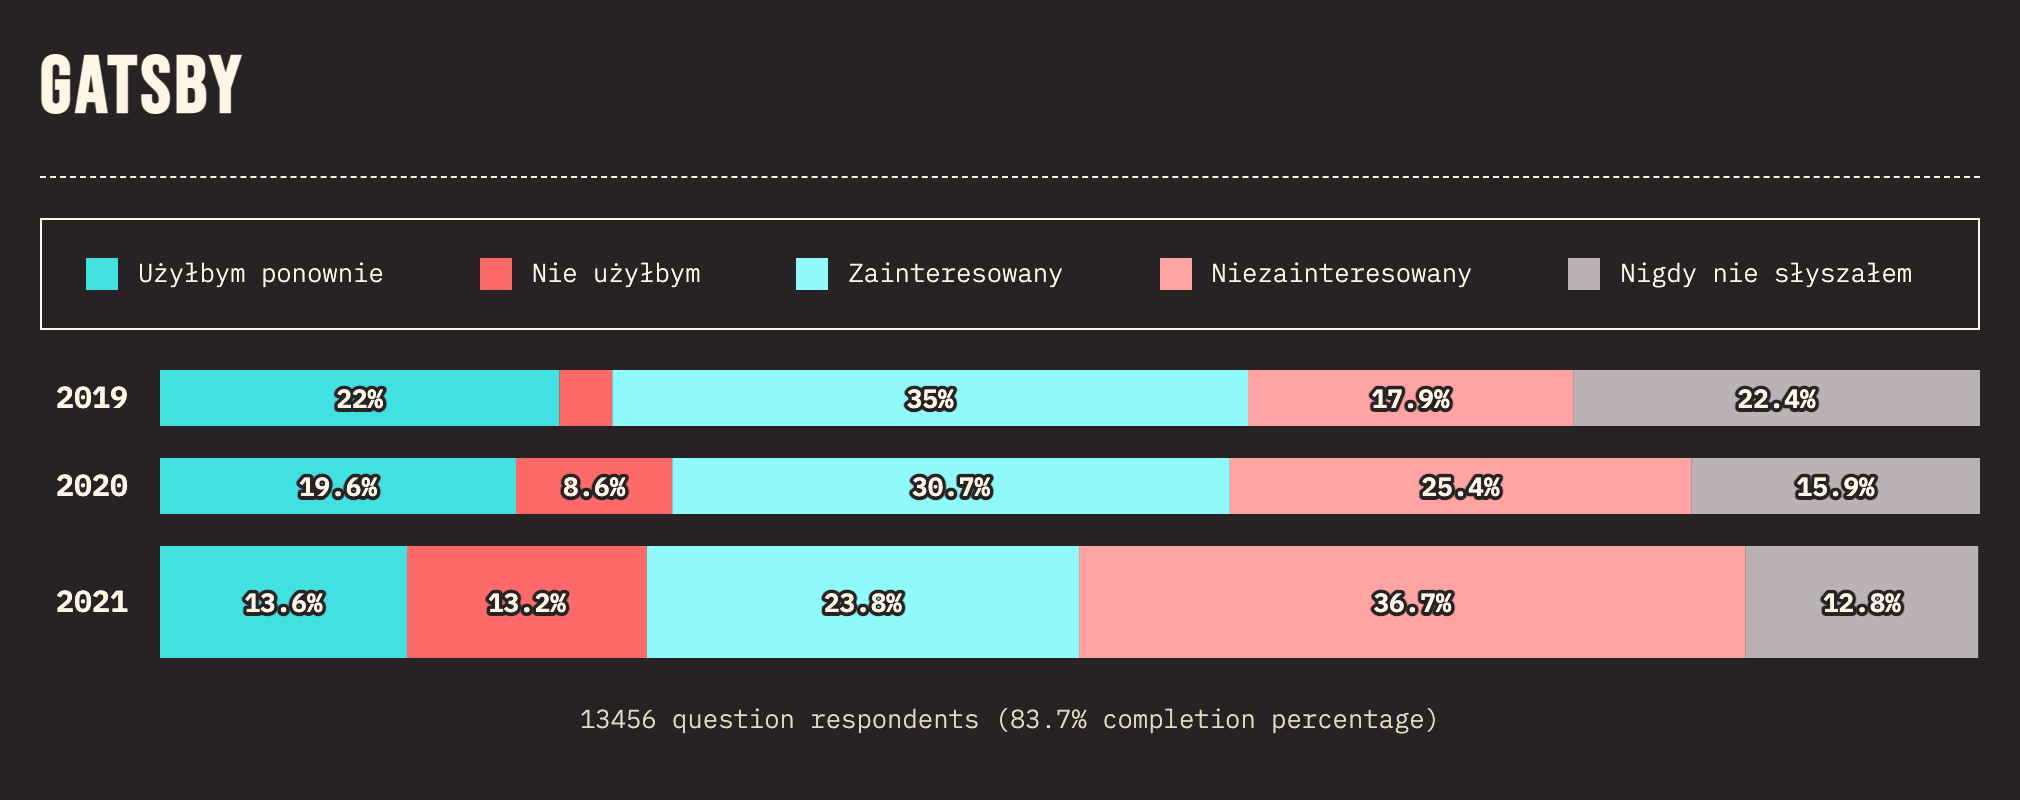 GATSBY
Użyłbym ponownie Nie użyłbym Zainteresowany Niezainteresowany Nigdy nie słyszałem
2019 22% 35% 17.9% 22.4%
2020 19.6% 8.6% 30.7% 25.4% 15.9%
2021 13.6% 13.2% 23.8% 36.7% 12.8%
13456 question respondents (83.7% completion percentage)